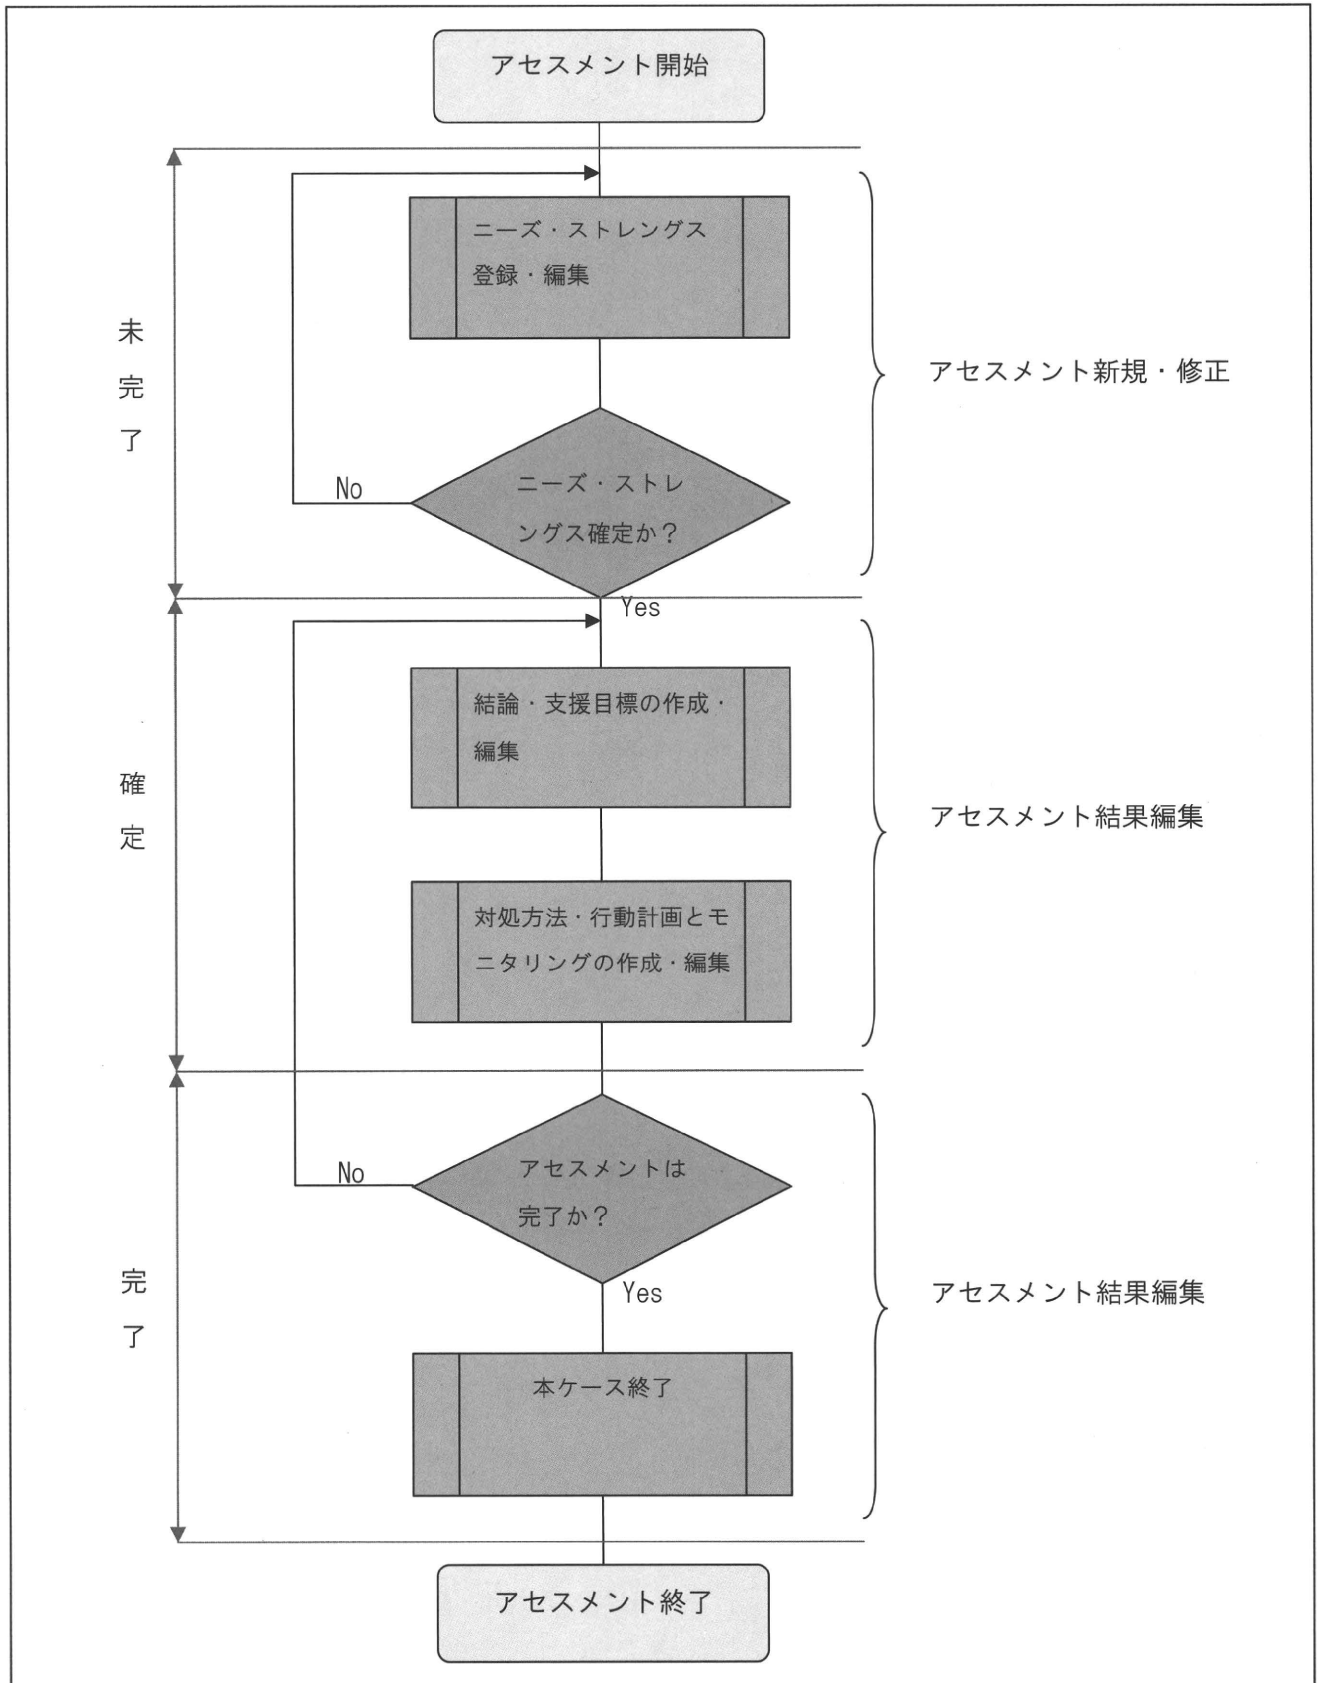 アセスメント開始
ニーズ・ストレングス
登録・編集
未
完
了
アセスメント新規・修正
No
ニーズ・ストレ
ングス確定か？
Yes
結論・支援目標の作成・
編集
確
定
アセスメント結果編集
対処方法・行動計画とモ
ニタリングの作成・編集
No
アセスメントは
完了か？
Yes
完
了
アセスメント結果編集
本ケース終了
アセスメント終了